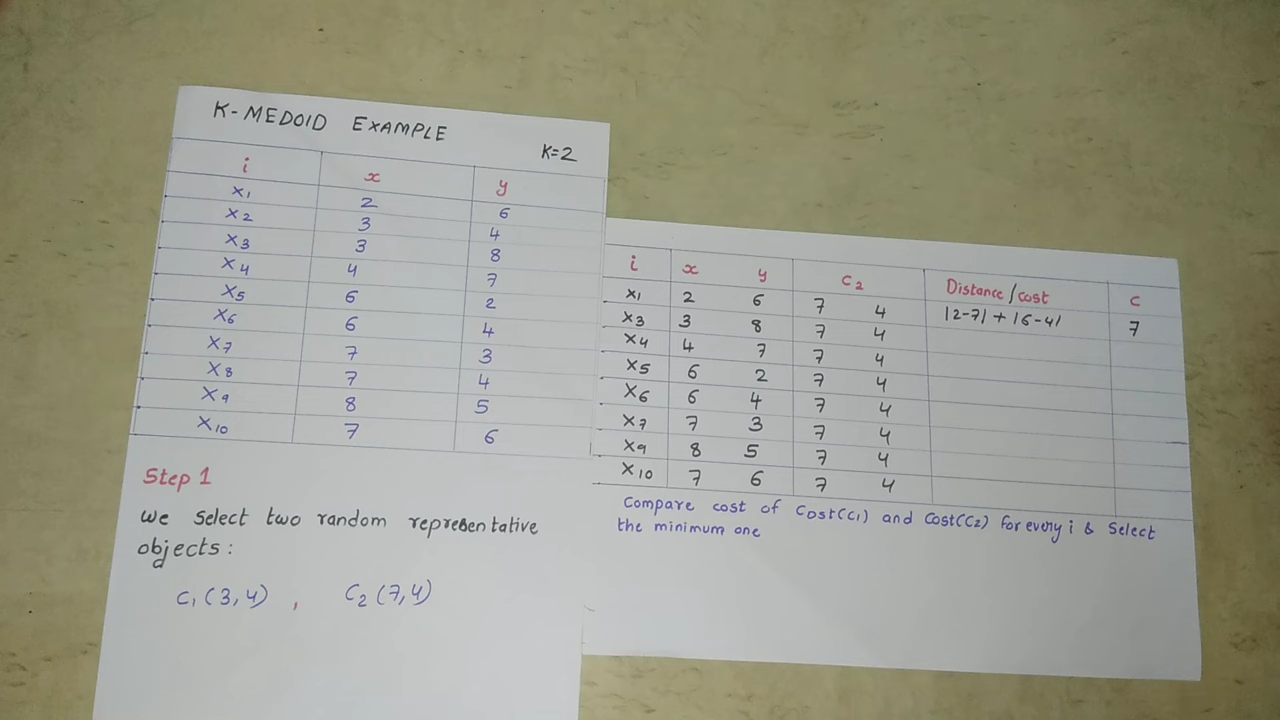 K-MEDOID EXAMPLE
K=2
i x y
X1 2 6
X2 3 4
X3 3 8
X4 4 7
X5 6 2
X6 6 4
X7 7 3
X8 7 4
X9 8 5
X10 7 6
Step 1
we select two random representative
objects:
C1(3,4) , C2(7,4)
i x y C2 Distance/cost C
X1 2 6 7 4 |2-7| + |6-4| 7
X3 3 8 7 4
X4 4 7 7 4
X5 6 2 7 4
X6 6 4 7 4
X7 7 3 7 4
X9 8 5 7 4
X10 7 6 7 4
Compare cost of Cost(C1) and Cost(C2) for every i & Select
the minimum one